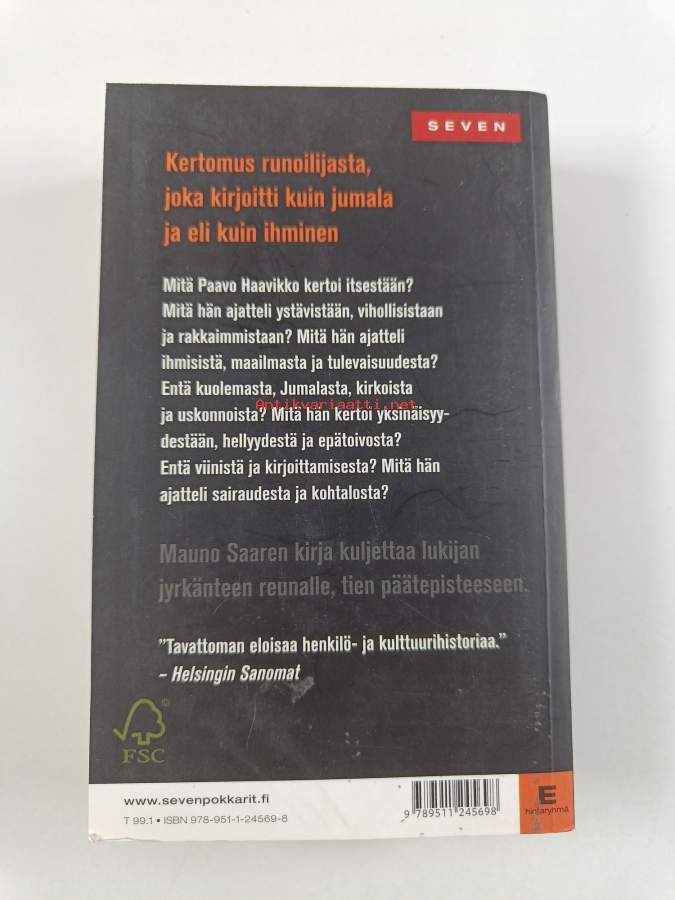 SEVEN
Kertomus runoilijasta,
joka kirjoitti kuin jumala
ja eli kuin ihminen
Mitä Paavo Haavikko kertoi itsestään?
Mitä hän ajatteli ystävistään, vihollisistaan
ja rakkaimmistaan? Mitä hän ajatteli
ihmisistä, maailmasta ja tulevaisuudesta?
Entä kuolemasta, Jumalasta, kirkoista
Antikvariaatti.net
ja uskonnoista? Mitä hän kertoi yksinäisyy-
destään, hellyydestä ja epätoivosta?
Entä viinistä ja kirjoittamisesta? Mitä hän
ajatteli sairaudesta ja kohtalosta?
Mauno Saaren kirja kuljettaa lukijan
jyrkänteen reunalle, tien päätepisteeseen.
”Tavattoman eloisaa henkilö- ja kulttuurihistoriaa.”
– Helsingin Sanomat
FSC
www.sevenpokkarit.fi
T 99.1 • ISBN 978-951-1-24569-8
9 789511 245698
E
hintaryhmä